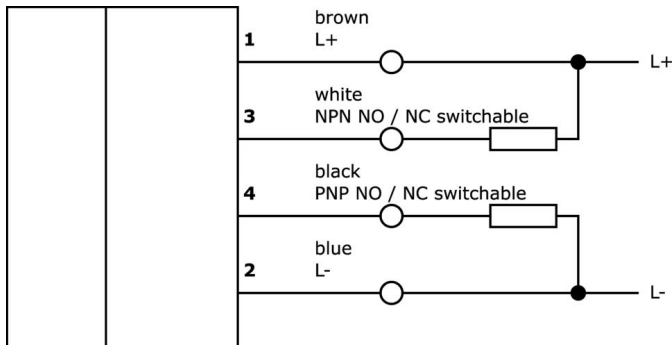 brown
1 L+
L+
white
3 NPN NO / NC switchable
black
4 PNP NO / NC switchable
blue
2 L-
L-